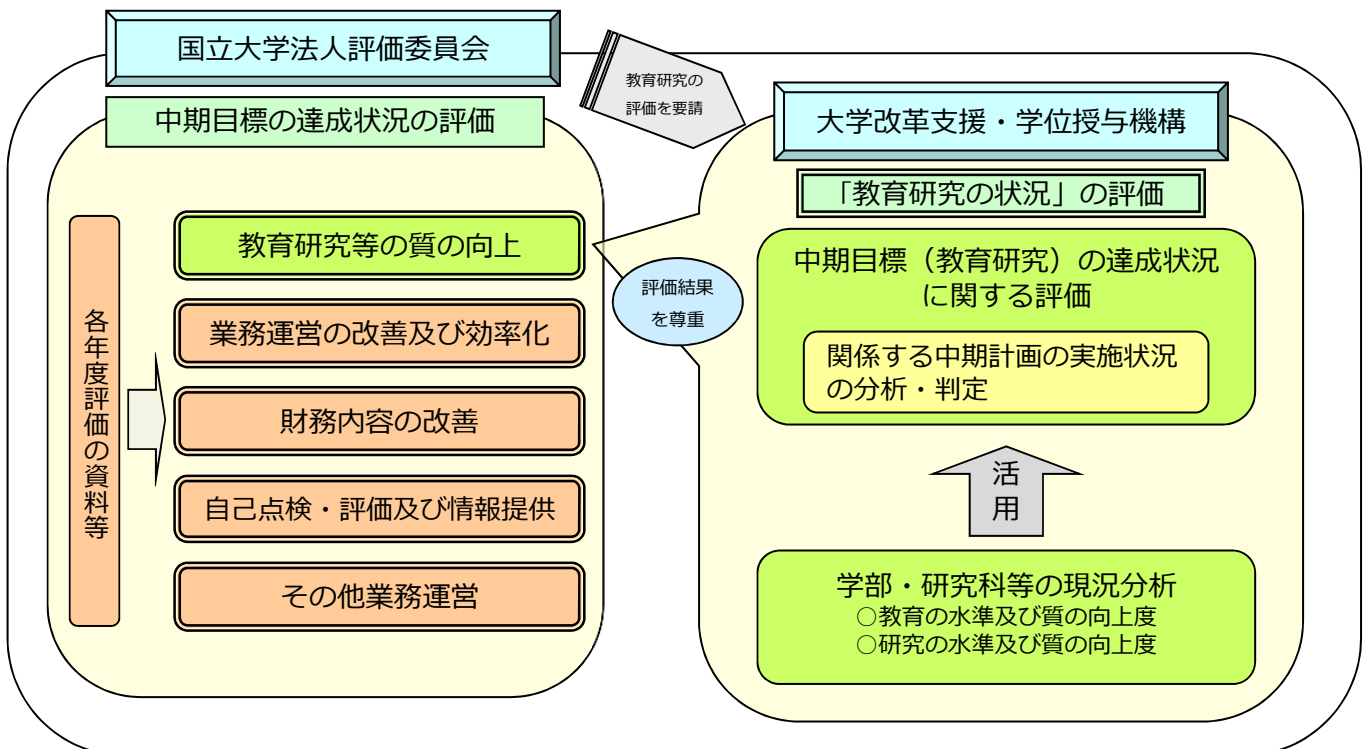 国立大学法人評価委員会
中期目標の達成状況の評価
各年度評価の資料等
教育研究等の質の向上
業務運営の改善及び効率化
財務内容の改善
自己点検・評価及び情報提供
その他業務運営
教育研究の
評価を要請
評価結果
を尊重
大学改革支援・学位授与機構
「教育研究の状況」の評価
中期目標（教育研究）の達成状況
に関する評価
関係する中期計画の実施状況
の分析・判定
活
用
学部・研究科等の現況分析
○教育の水準及び質の向上度
○研究の水準及び質の向上度